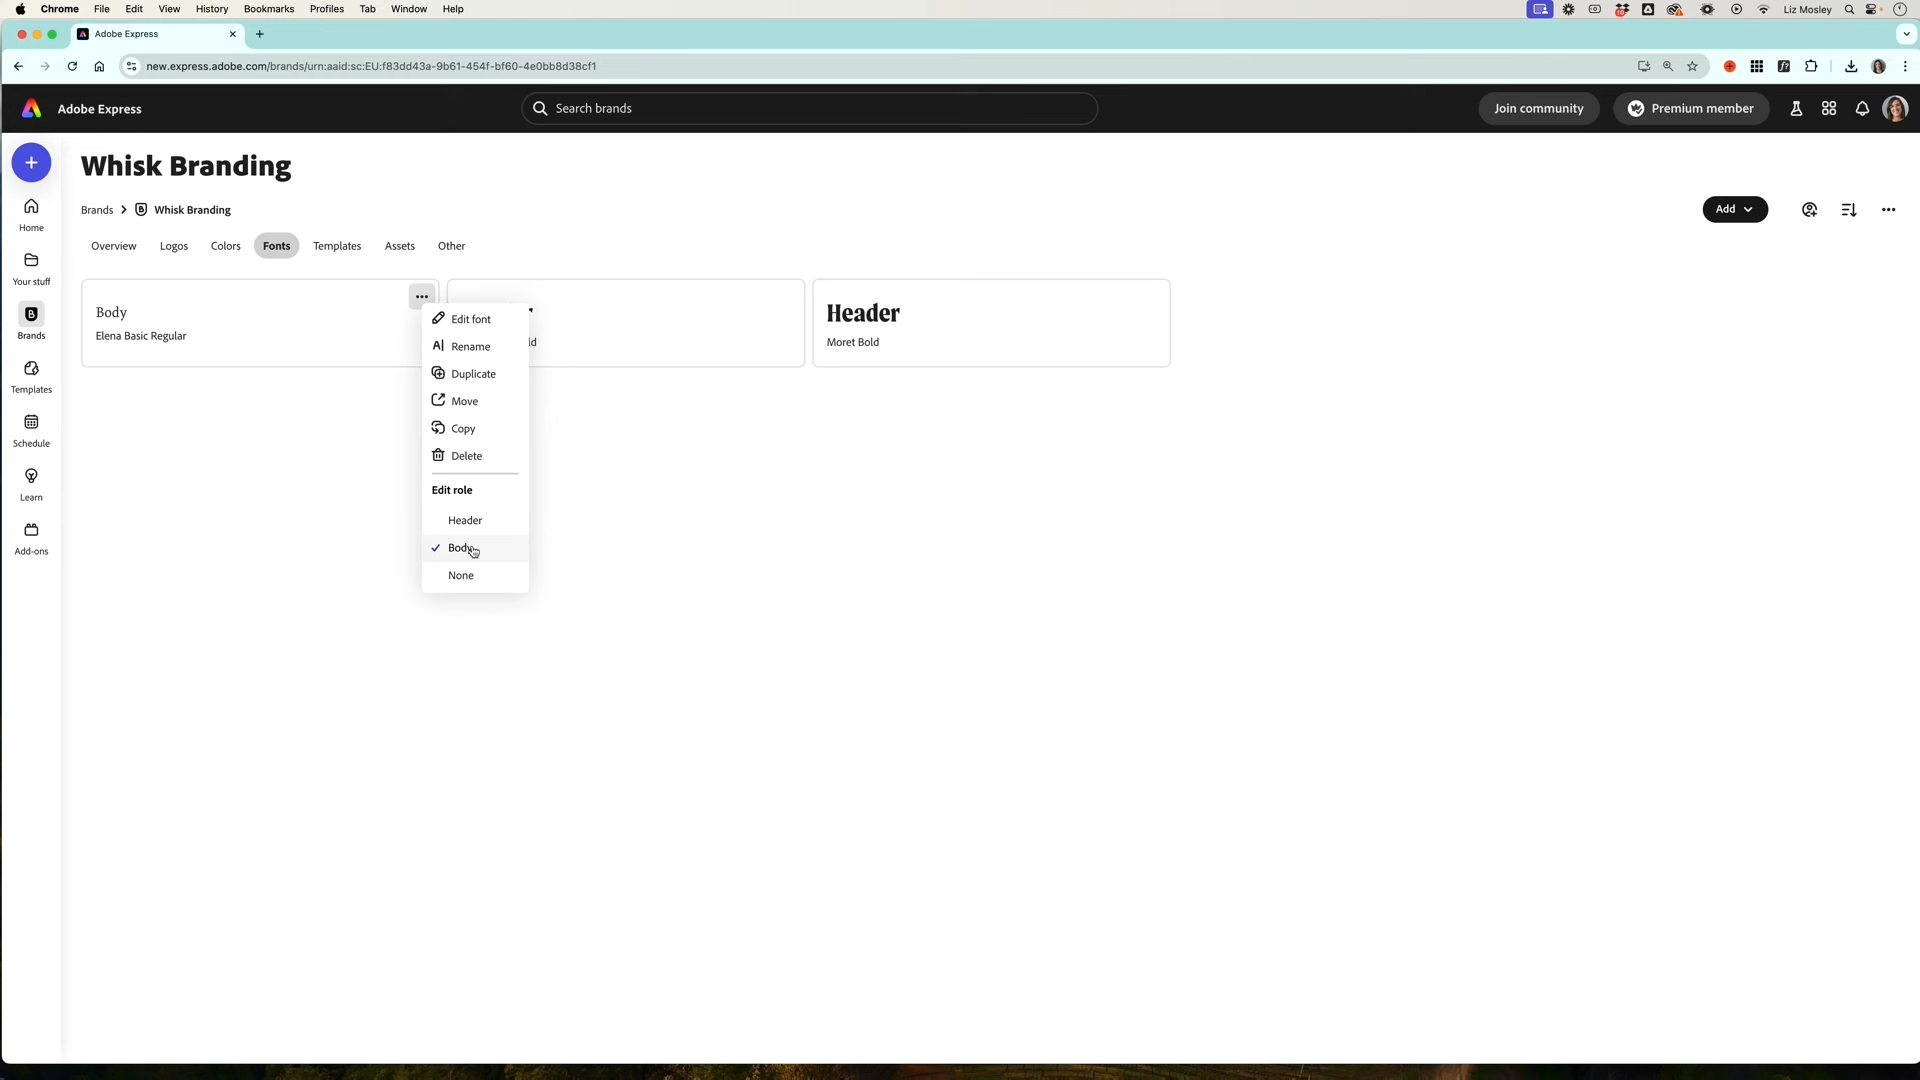 Chrome File Edit View History Bookmarks Profiles Tab Window Help
Liz Mosley
Adobe Express
new.express.adobe.com/brands/urn:aaid:sc:EU:f83dd43a-9b61-454f-bf60-4e0bb8d38cf1
Adobe Express
Search brands
Join community
Premium member
Home
Your stuff
Brands
Templates
Schedule
Learn
Add-ons
Whisk Branding
Brands > Whisk Branding
Add
Overview Logos Colors Fonts Templates Assets Other
Body
Elena Basic Regular
ld
Header
Moret Bold
Edit font
Rename
Duplicate
Move
Copy
Delete
Edit role
Header
Body
None